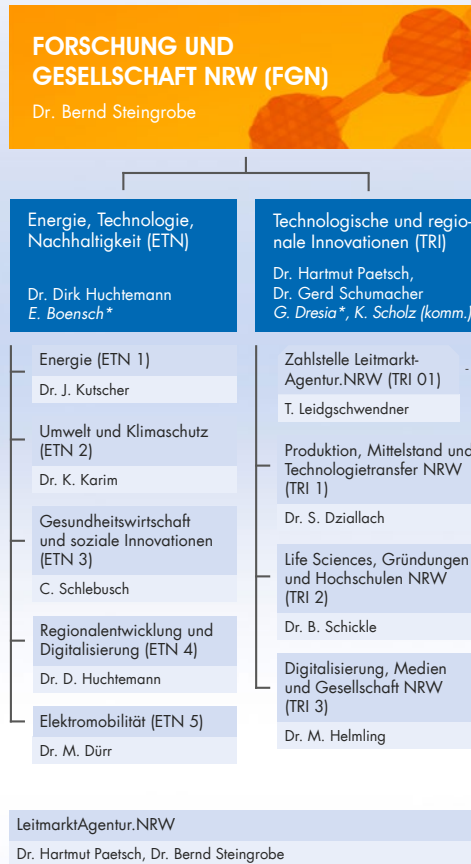 FORSCHUNG UND
GESELLSCHAFT NRW (FGN)
Dr. Bernd Steingrobe
Energie, Technologie,
Nachhaltigkeit (ETN)
Dr. Dirk Huchtemann
E. Boensch*
Energie (ETN 1)
Dr. J. Kutscher
Umwelt und Klimaschutz
(ETN 2)
Dr. K. Karim
Gesundheitswirtschaft
und soziale Innovationen
(ETN 3)
C. Schlebusch
Regionalentwicklung und
Digitalisierung (ETN 4)
Dr. D. Huchtemann
Elektromobilität (ETN 5)
Dr. M. Dürr
Technologische und regio-
nale Innovationen (TRI)
Dr. Hartmut Paetsch,
Dr. Gerd Schumacher
G. Dresia*, K. Scholz (komm.)
Zahlstelle Leitmarkt-
Agentur.NRW (TRI 01)
T. Leidgschwendner
Produktion, Mittelstand und
Technologietransfer NRW
(TRI 1)
Dr. S. Dziallach
Life Sciences, Gründungen
und Hochschulen NRW
(TRI 2)
Dr. B. Schickle
Digitalisierung, Medien
und Gesellschaft NRW
(TRI 3)
Dr. M. Helmling
LeitmarktAgentur.NRW
Dr. Hartmut Paetsch, Dr. Bernd Steingrobe